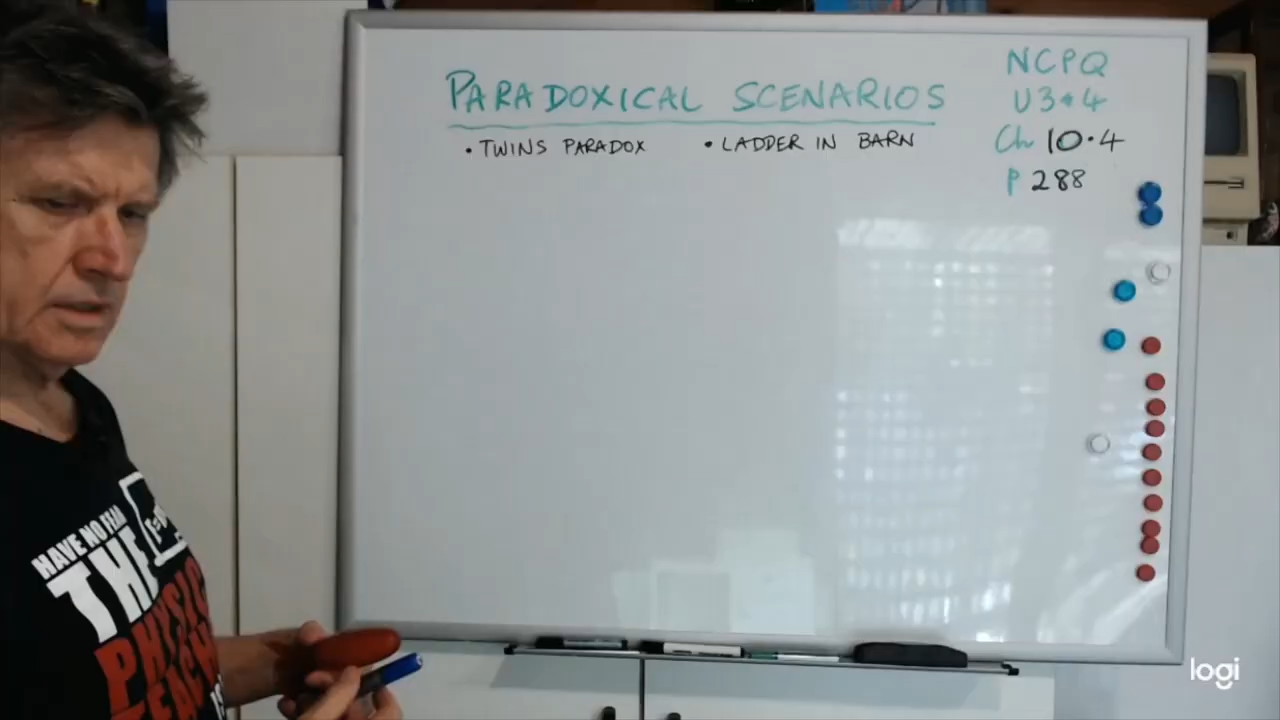 PARADOXICAL SCENARIOS
• TWINS PARADOX • LADDER IN BARN
NCPQ
U3&4
Ch 10.4
P 288
HAVE NO FEAR
THE
PHYSICS
logi